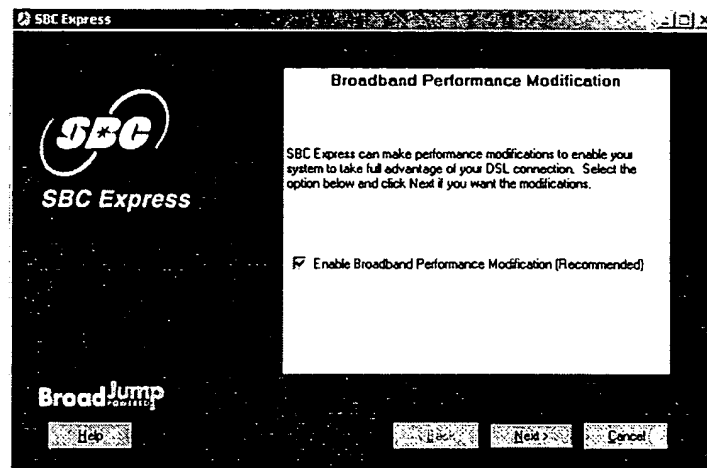 SBC Express
Broadband Performance Modification
SBC
SBC Express
SBC Express can make performance modifications to enable your
system to take full advantage of your DSL connection. Select the
option below and click Next if you want the modifications.
Enable Broadband Performance Modification (Recommended)
BroadJump
POWERED
Help
< Back
Next >
Cancel